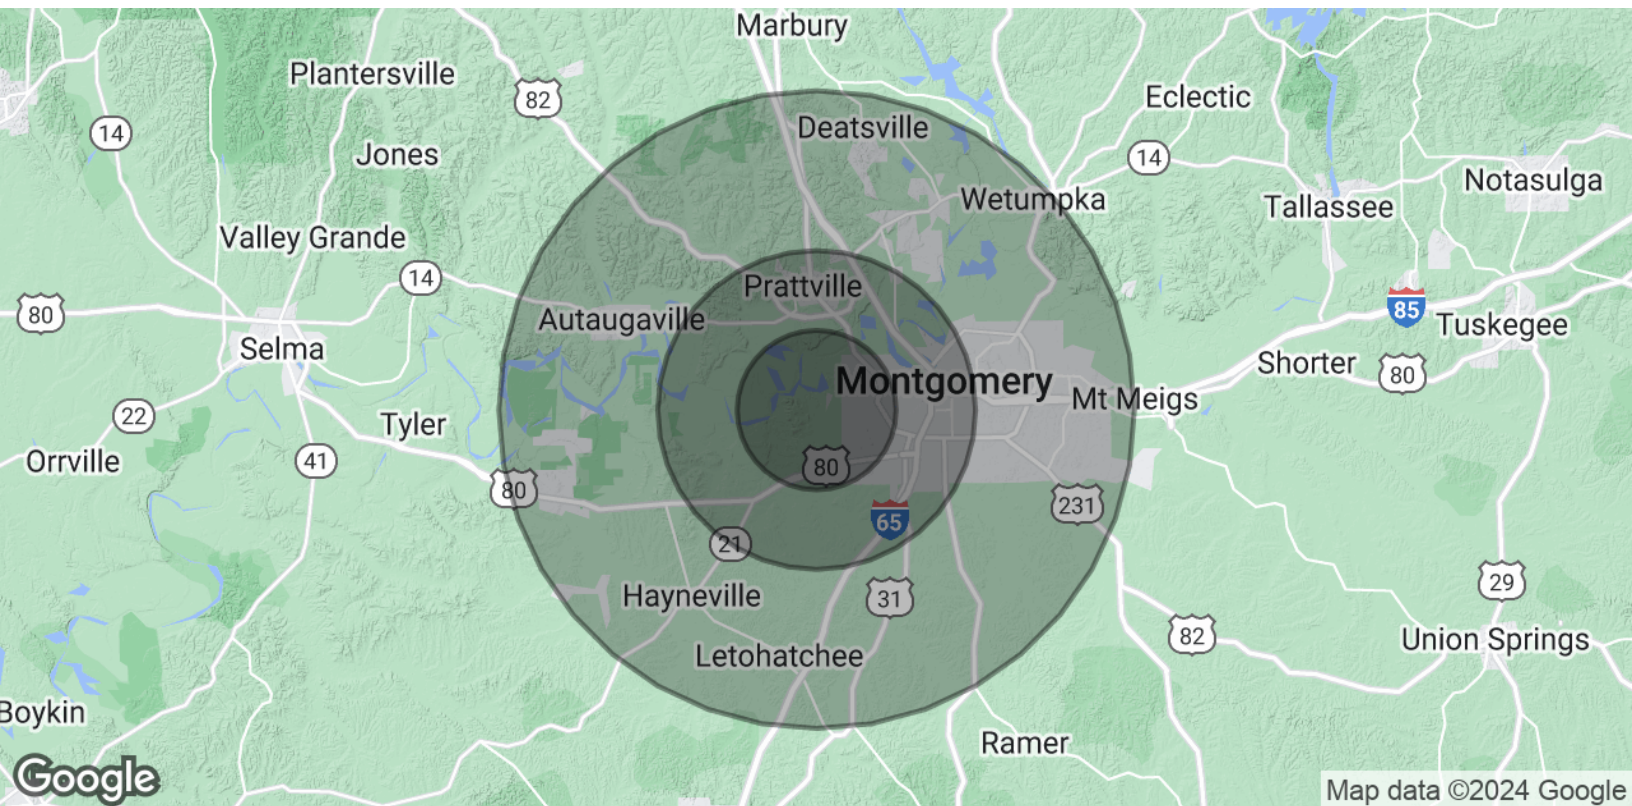 Marbury
Plantersville
82
Eclectic
14
Deatsville
Jones
14
Notasulga
Wetumpka
Tallassee
Valley Grande
14
Prattville
80
85
Autaugaville
Tuskegee
Selma
Shorter
80
Montgomery
Mt Meigs
22
Tyler
Orrville
41
80
80
231
65
21
29
Hayneville
31
82
Union Springs
Letohatchee
Boykin
Ramer
Google
Map data ©2024 Google